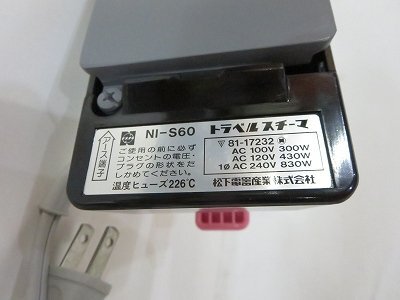 NI-S60
トラベルスチーマ
アース端子
ご使用の前に必ず
コンセントの電圧・
プラグの形状をた
しかめてください。
温度ヒューズ226℃
81-17232
AC 100V 300W
AC 120V 430W
1Ø AC 240V 830W
松下電器産業株式会社